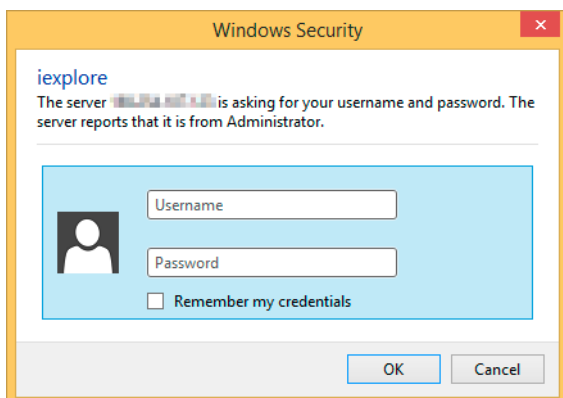 Windows Security
iexplore
The server is asking for your username and password. The
server reports that it is from Administrator.
Username
Password
Remember my credentials
OK
Cancel